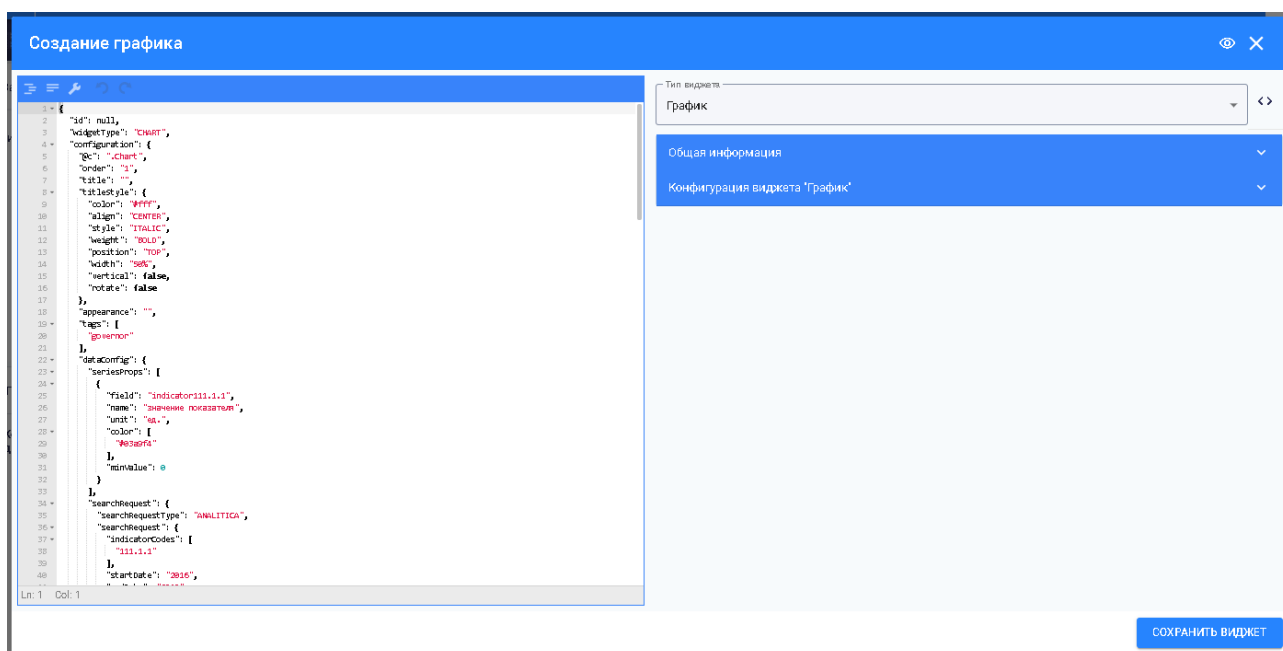 Создание графика
1 {
2 "id": null,
3 "widgetType": "CHART",
4 "configuration": {
5 "@c": ".Chart",
6 "order": "1",
7 "title": "",
8 "titleStyle": {
9 "color": "#fff",
10 "align": "CENTER",
11 "style": "ITALIC",
12 "weight": "BOLD",
13 "position": "TOP",
14 "width": "50%",
15 "vertical": false,
16 "rotate": false
17 },
18 "appearance": "",
19 "tags": [
20 "governor"
21 ],
22 "dataConfig": {
23 "seriesProps": [
24 {
25 "field": "indicator111.1.1",
26 "name": "значение показателя",
27 "unit": "ед.",
28 "color": [
29 "#03a9f4"
30 ],
31 "minValue": 0
32 }
33 ],
34 "searchRequest": {
35 "searchRequestType": "ANALITICA",
36 "searchRequest": {
37 "indicatorCodes": [
38 "111.1.1"
39 ],
40 "startDate": "2016",
Ln: 1 Col: 1
Тип виджета
График
Общая информация
Конфигурация виджета "График"
СОХРАНИТЬ ВИДЖЕТ